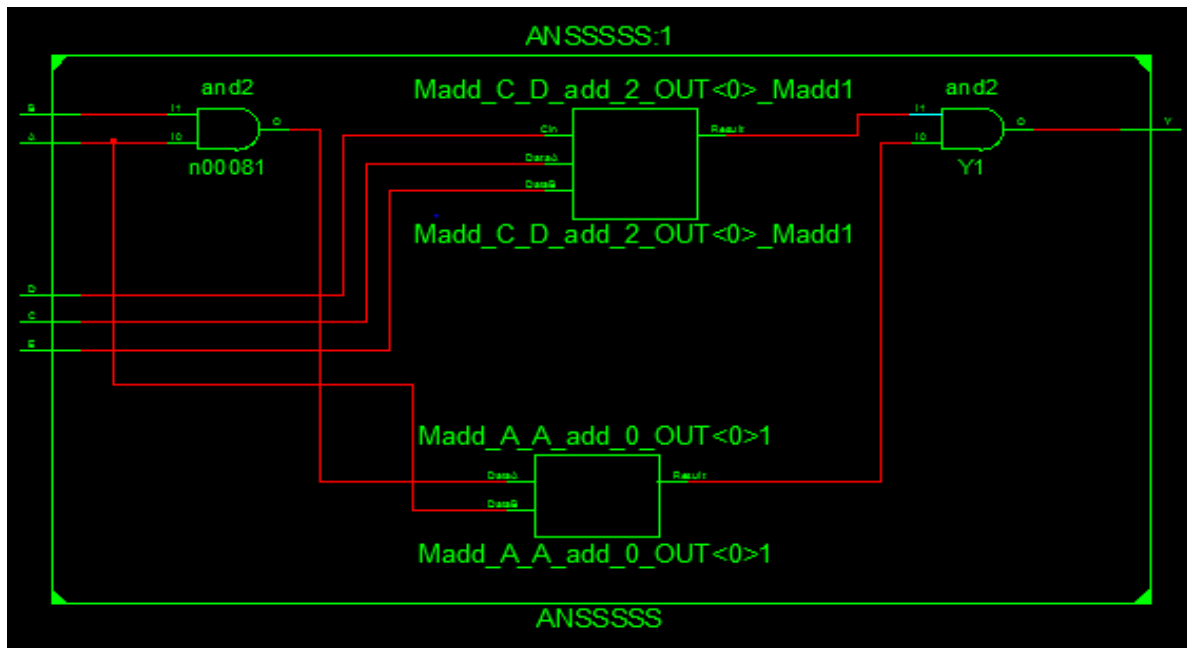 ANSSSSS:1
and2
Madd_C_D_add_2_OUT<0>_Madd1
and2
B
I1
O
CIn
Result
I1
O
Y
A
I0
DataA
I0
n00081
DataB
Y1
Madd_C_D_add_2_OUT<0>_Madd1
D
C
E
Madd_A_A_add_0_OUT<0>1
DataA
Result
DataB
Madd_A_A_add_0_OUT<0>1
ANSSSSS